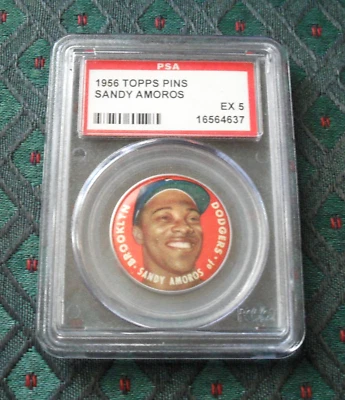 PSA
1956 TOPPS PINS
SANDY AMOROS
EX 5
16564637
BROOKLYN DODGERS
SANDY AMOROS